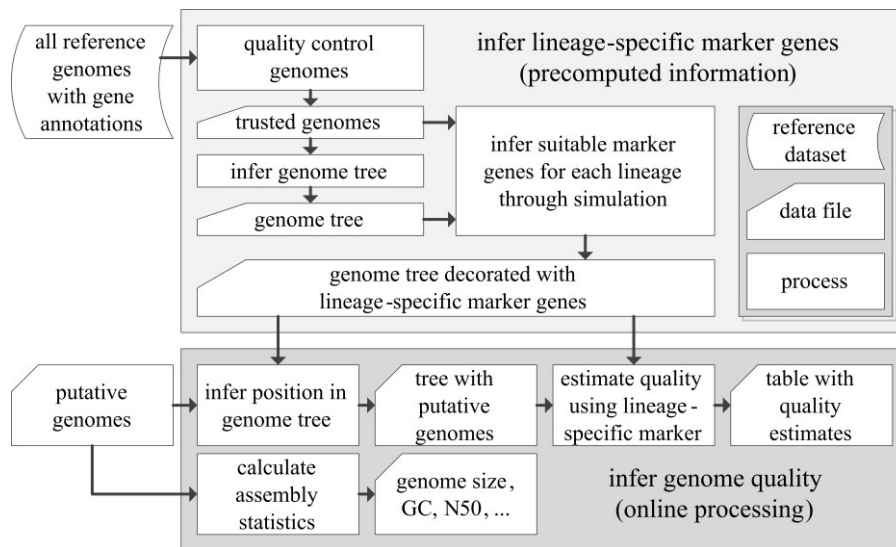 all reference
genomes
with gene
annotations
quality control
genomes
infer lineage-specific marker genes
(precomputed information)
trusted genomes
infer genome tree
genome tree
infer suitable marker
genes for each lineage
through simulation
reference
dataset
data file
process
genome tree decorated with
lineage-specific marker genes
putative
genomes
infer position in
genome tree
tree with
putative
genomes
estimate quality
using lineage-
specific marker
table with
quality
estimates
calculate
assembly
statistics
genome size,
GC, N50, ...
infer genome quality
(online processing)